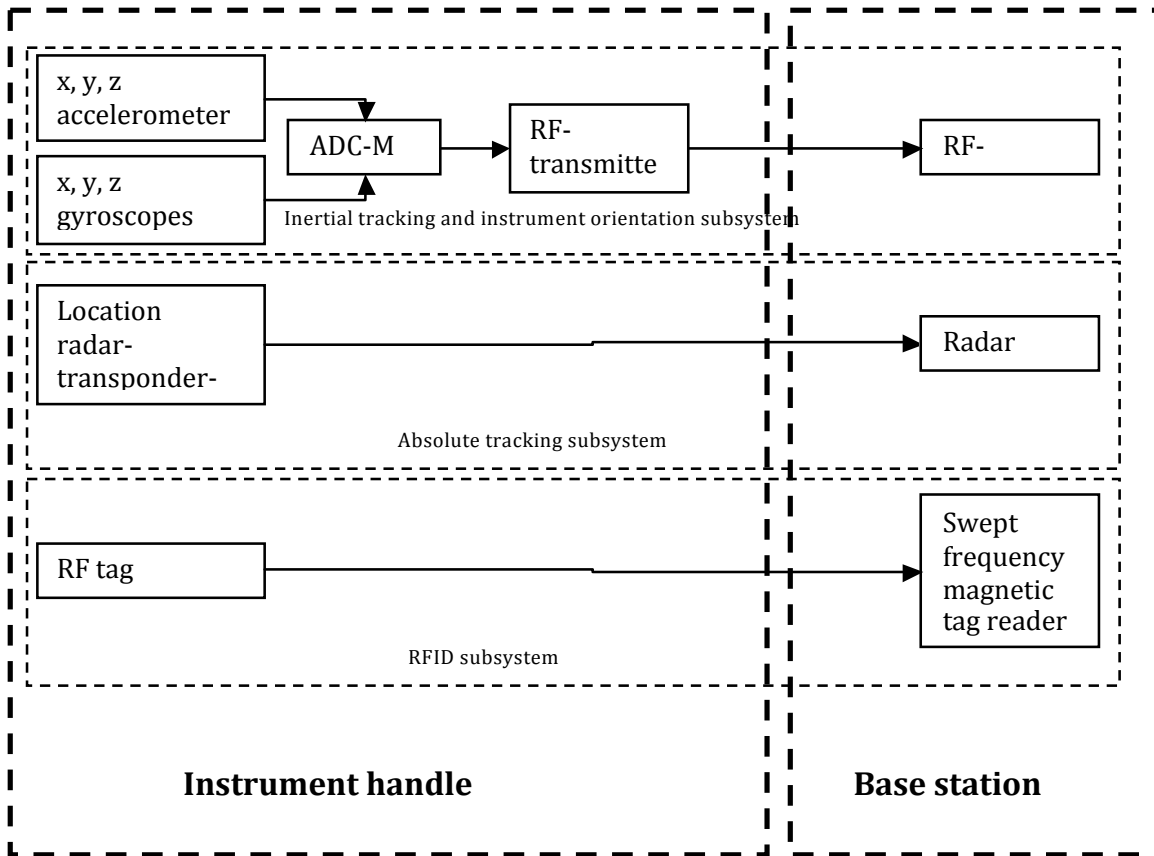 x, y, z
accelerometer
ADC-M
RF-
transmitte
RF-
x, y, z
gyroscopes
Inertial tracking and instrument orientation subsystem
Location
radar-
transponder-
Radar
Absolute tracking subsystem
RF tag
Swept
frequency
magnetic
tag reader
RFID subsystem
Instrument handle
Base station